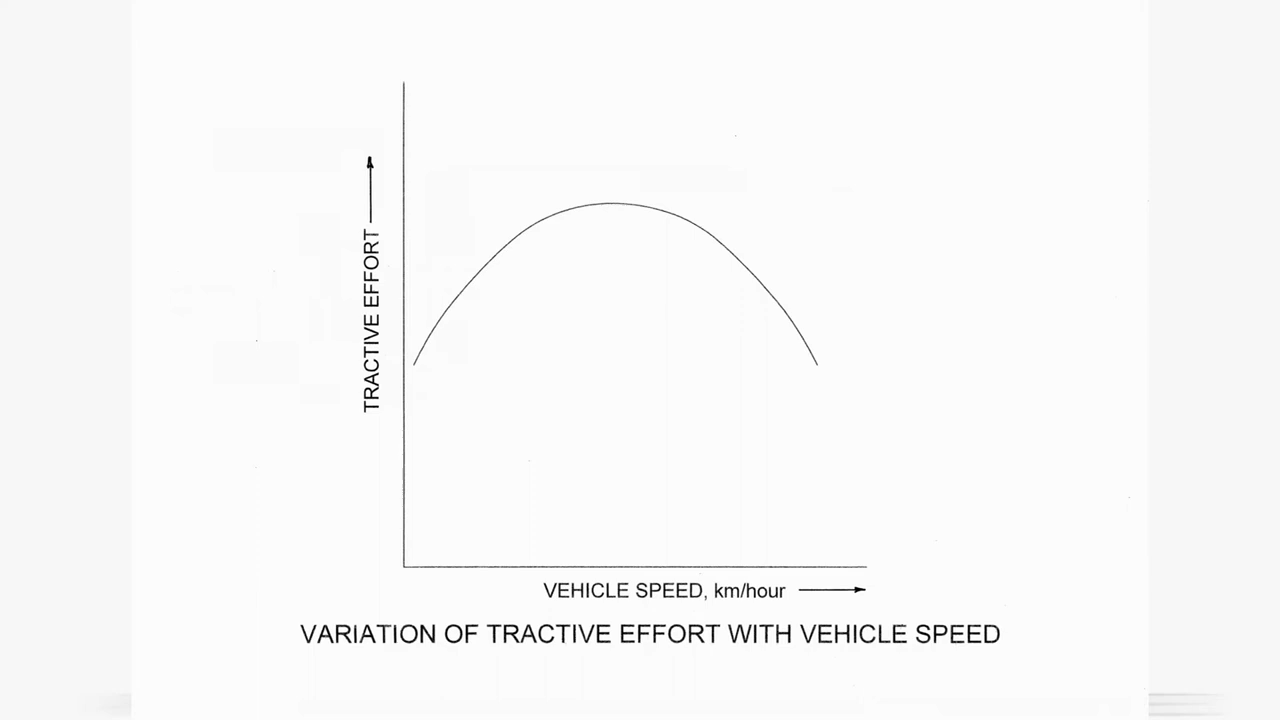 TRACTIVE EFFORT
VEHICLE SPEED, km/hour
VARIATION OF TRACTIVE EFFORT WITH VEHICLE SPEED